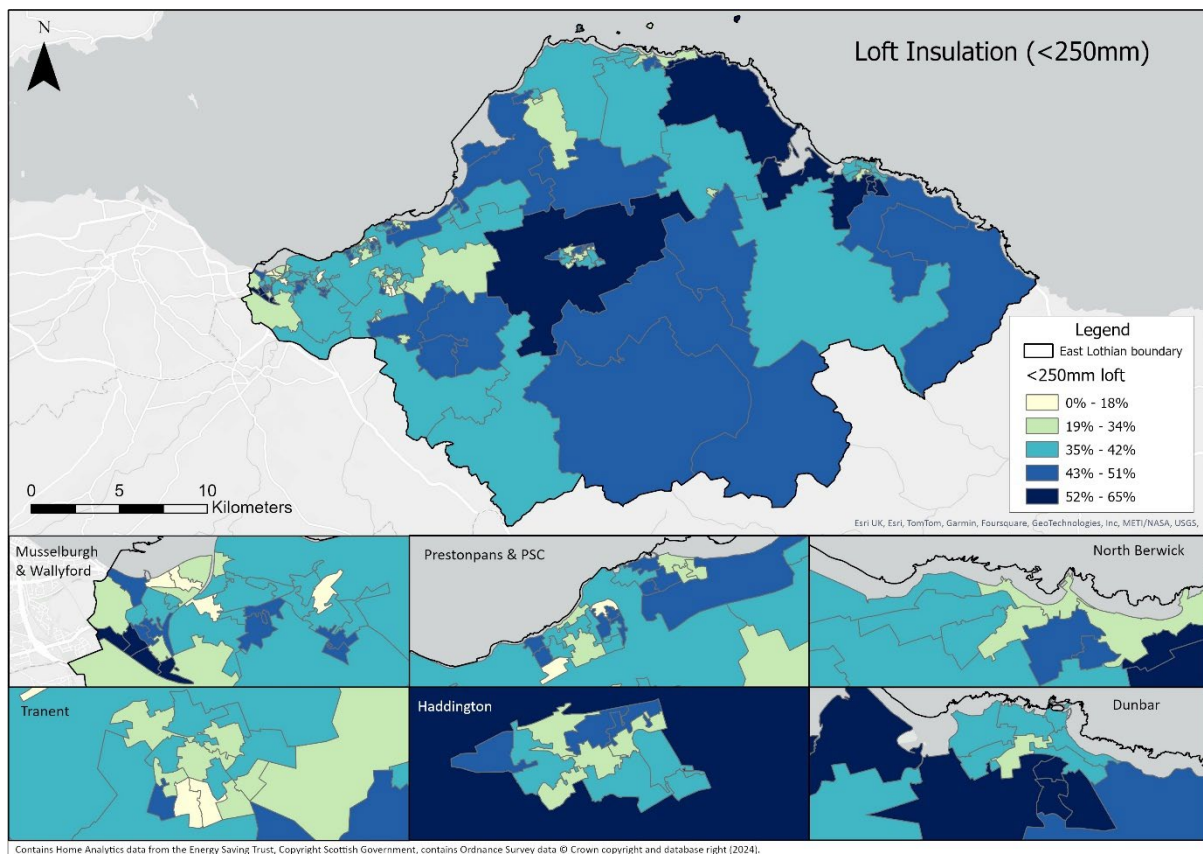 N
Loft Insulation (<250mm)
Legend
East Lothian boundary
<250mm loft
0% - 18%
19% - 34%
35% - 42%
43% - 51%
52% - 65%
0 5 10
Kilometers
Esri UK, Esri, TomTom, Garmin, Foursquare, GeoTechnologies, Inc, METI/NASA, USGS,
Musselburgh
& Wallyford
Prestonpans & PSC
North Berwick
Tranent
Haddington
Dunbar
Contains Home Analytics data from the Energy Saving Trust, Copyright Scottish Government, contains Ordnance Survey data © Crown copyright and database right (2024).